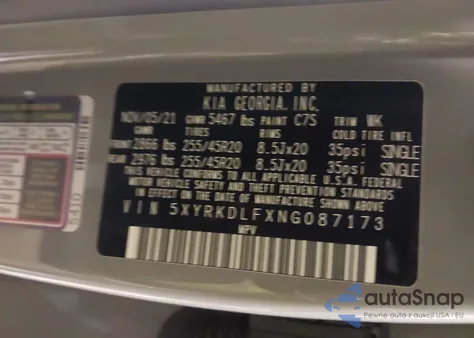 MANUFACTURED BY
KIA GEORGIA, INC.
NOV/05/21 GVWR 5467 lbs PAINT C7S TRIM WK
GAWR TIRES RIMS COLD TIRE INFL
FRONT 2866 lbs 255/45R20 8.5Jx20 35psi SINGLE
REAR 2976 lbs 255/45R20 8.5Jx20 35psi SINGLE
THIS VEHICLE CONFORMS TO ALL APPLICABLE U.S.A. FEDERAL
MOTOR VEHICLE SAFETY AND THEFT PREVENTION STANDARDS
IN EFFECT ON THE DATE OF MANUFACTURE SHOWN ABOVE.
VIN 5XYRKDLFXNG087173
MPV
autaSnap
Pewne auta z aukcji USA i EU